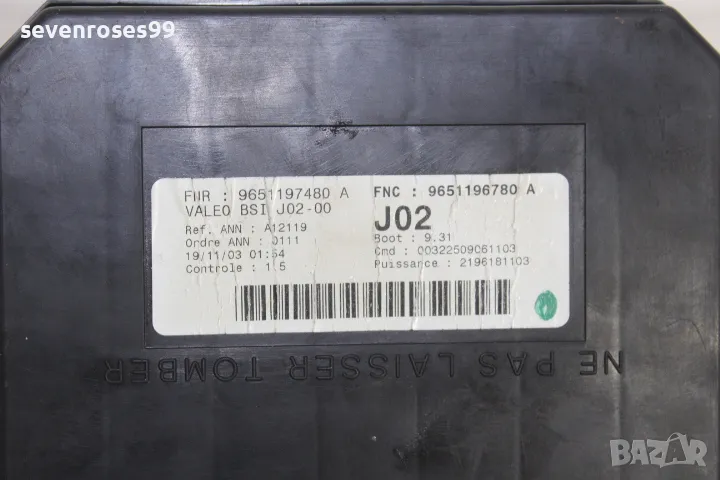 sevenroses99
FNR : 9651197480 A
VALEO BSI J02-00
Ref. ANN : A12119
Ordre ANN : 0111
19/11/03 01:54
Controle : 1.5
FNC : 9651196780 A
J02
Boot : 9.31
Cmd : 00322509061103
Puissance : 2196181103
NE PAS LAISSER TOMBER
BAZAR